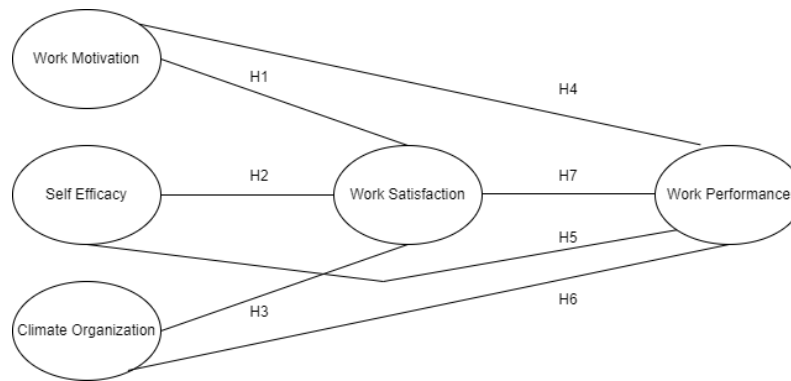 Work Motivation
H1
H4
Self Efficacy
H2
Work Satisfaction
H7
Work Performance
H5
Climate Organization
H3
H6